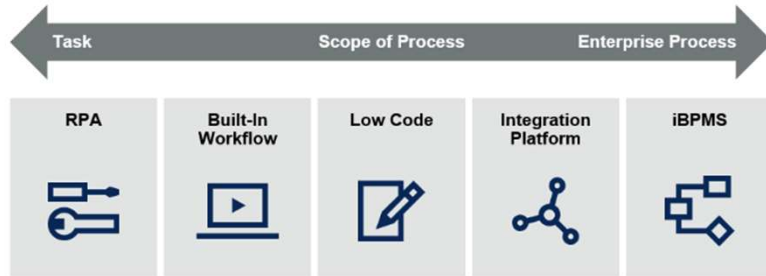 Task Scope of Process Enterprise Process
RPA
Built-In
Workflow
Low Code
Integration
Platform
iBPMS